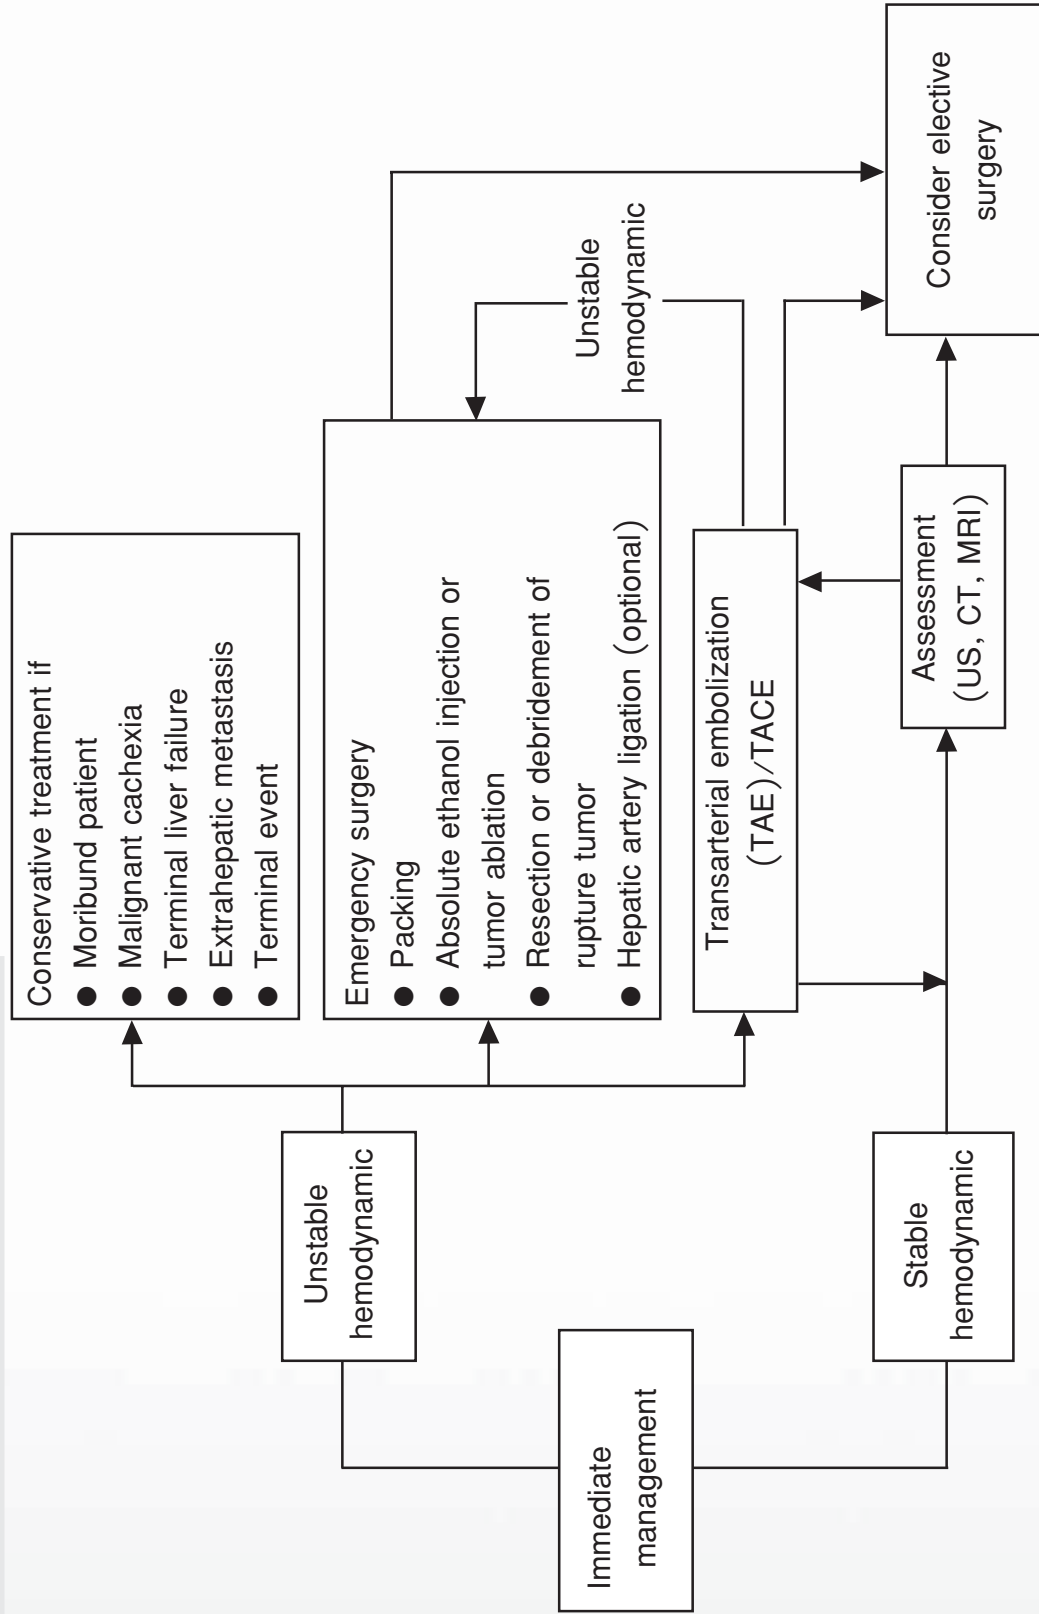 Immediate
management
Unstable
hemodynamic
Stable
hemodynamic
Conservative treatment if
● Moribund patient
● Malignant cachexia
● Terminal liver failure
● Extrahepatic metastasis
● Terminal event
Emergency surgery
● Packing
● Absolute ethanol injection or
tumor ablation
● Resection or debridement of
rupture tumor
● Hepatic artery ligation (optional)
Transarterial embolization
(TAE)/TACE
Assessment
(US, CT, MRI)
Unstable
hemodynamic
Consider elective
surgery